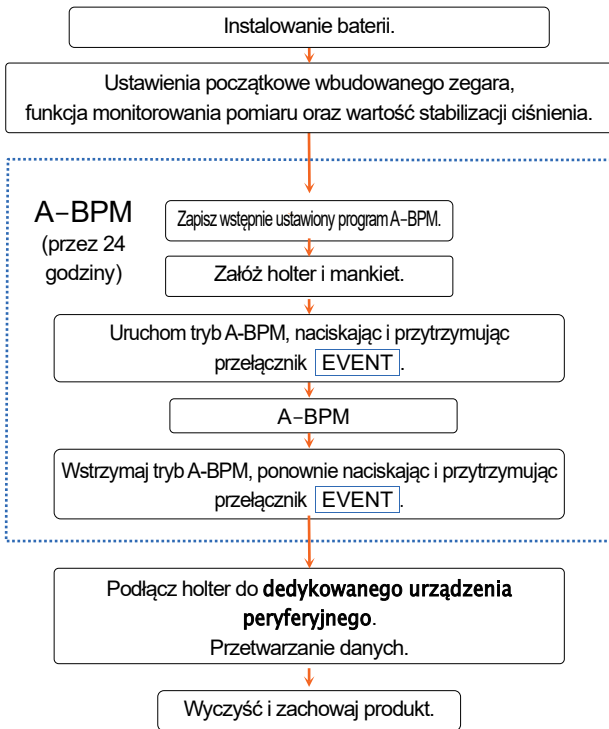 Instalowanie baterii.
Ustawienia początkowe wbudowanego zegara,
funkcja monitorowania pomiaru oraz wartość stabilizacji ciśnienia.
A–BPM
(przez 24
godziny)
Zapisz wstępnie ustawiony program A–BPM.
Załóż holter i mankiet.
Uruchom tryb A-BPM, naciskając i przytrzymując
przełącznik EVENT.
A–BPM
Wstrzymaj tryb A-BPM, ponownie naciskając i przytrzymując
przełącznik EVENT.
Podłącz holter do dedykowanego urządzenia
peryferyjnego.
Przetwarzanie danych.
Wyczyść i zachowaj produkt.